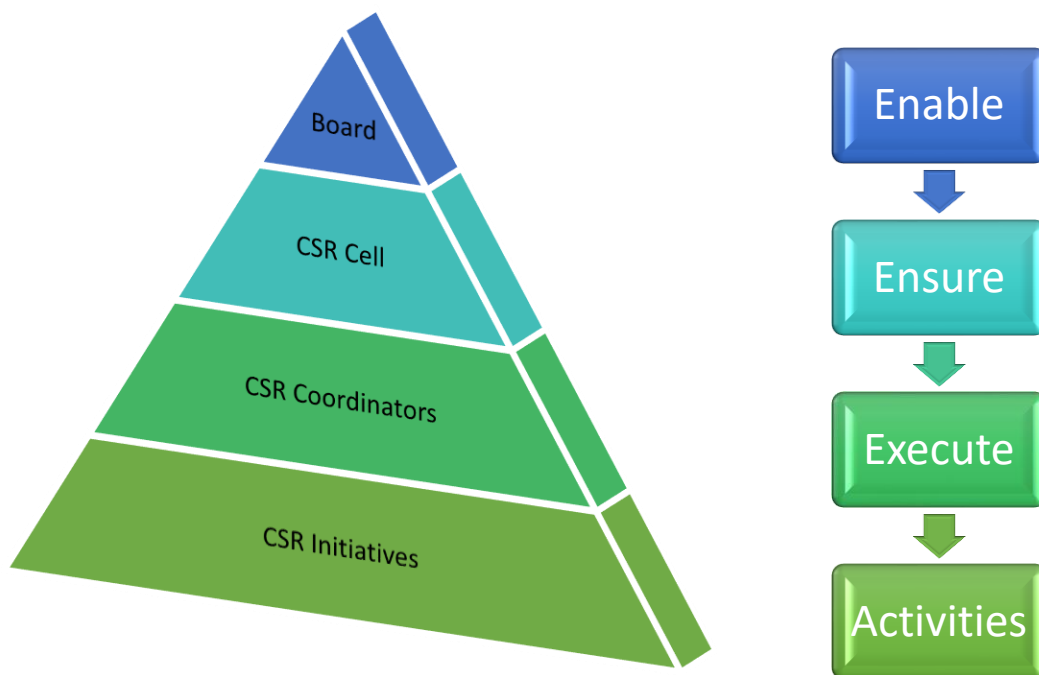 Board
CSR Cell
CSR Coordinators
CSR Initiatives
Enable
Ensure
Execute
Activities